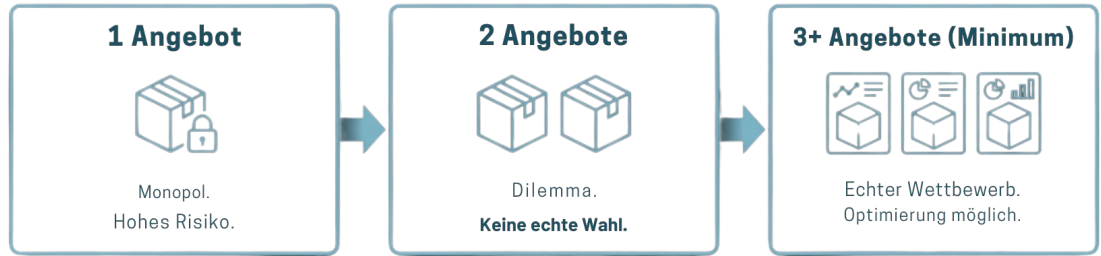 1 Angebot
Monopol.
Hohes Risiko.
2 Angebote
Dilemma.
Keine echte Wahl.
3+ Angebote (Minimum)
Echter Wettbewerb.
Optimierung möglich.